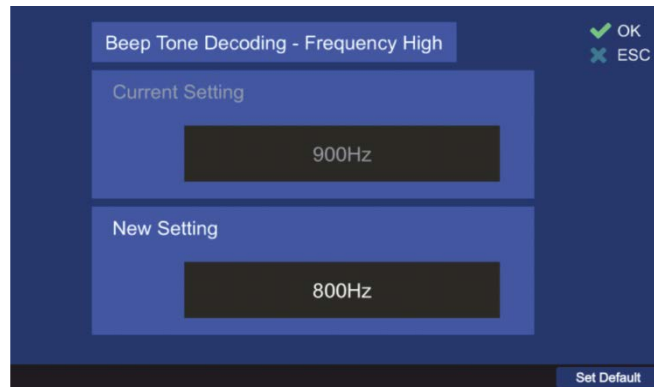 Beep Tone Decoding - Frequency High
OK
ESC
Current Setting
900Hz
New Setting
800Hz
Set Default